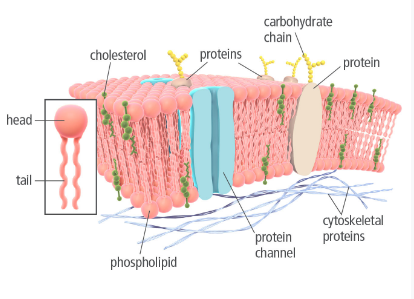 carbohydrate
chain
cholesterol
proteins
protein
head
tail
cytoskeletal
proteins
protein
channel
phospholipid